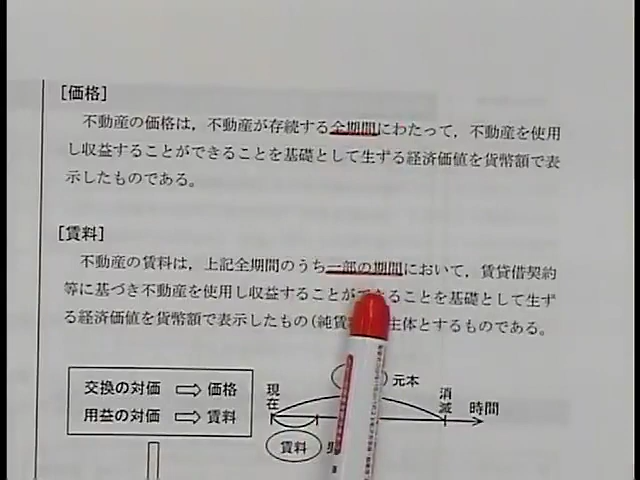 [価格]
不動産の価格は，不動産が存続する全期間にわたって，不動産を使用
し収益することができることを基礎として生ずる経済価値を貨幣額で表
示したものである。
[賃料]
不動産の賃料は，上記全期間のうち一部の期間において，賃貸借契約
等に基づき不動産を使用し収益することができることを基礎として生ず
る経済価値を貨幣額で表示したもの(純賃 主体とするものである。
交換の対価 ⇨ 価格
用益の対価 ⇨ 賃料
現在
元本
消滅
時間
賃料